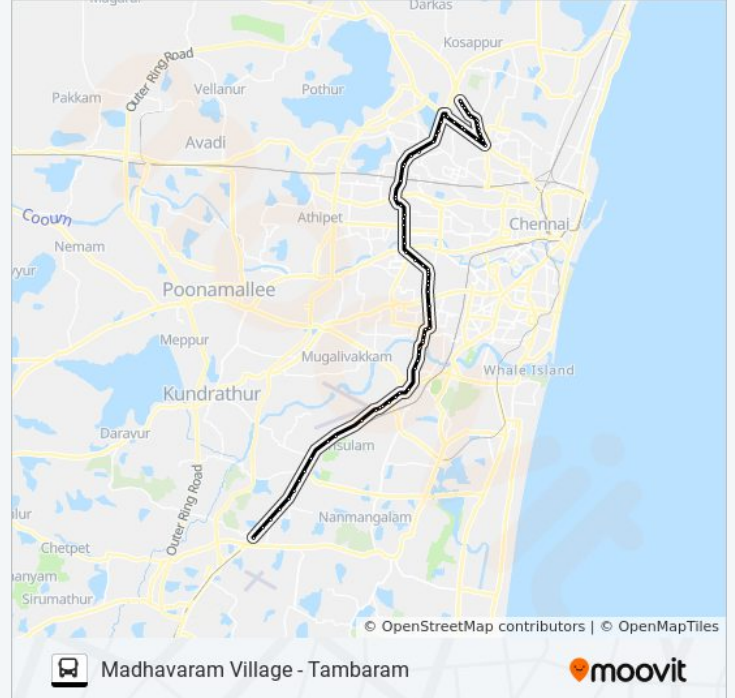 Darkas
Kosappur
Outer Ring Road
Vellanur
Pothur
Pakkam
Avadi
Cooum
Athipet
Chennai
Nemam
Poonamallee
Meppur
Mugalivakkam
Whale Island
Kundrathur
Daravur
Outer Ring Road
Nanmangalam
Chetpet
Sirumathur
© OpenStreetMap contributors | © OpenMapTiles
Madhavaram Village - Tambaram
moovit